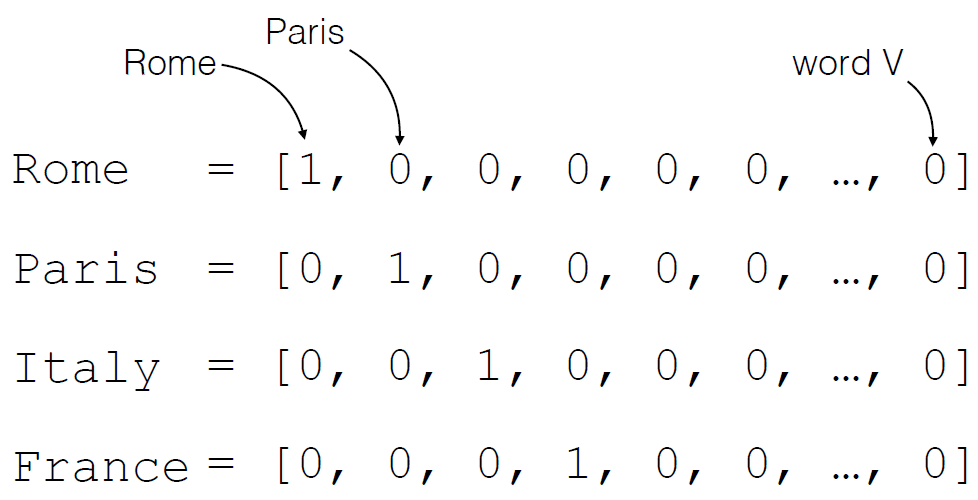 Paris
Rome
word V
Rome = [1, 0, 0, 0, 0, 0, …, 0]
Paris = [0, 1, 0, 0, 0, 0, …, 0]
Italy = [0, 0, 1, 0, 0, 0, …, 0]
France = [0, 0, 0, 1, 0, 0, …, 0]